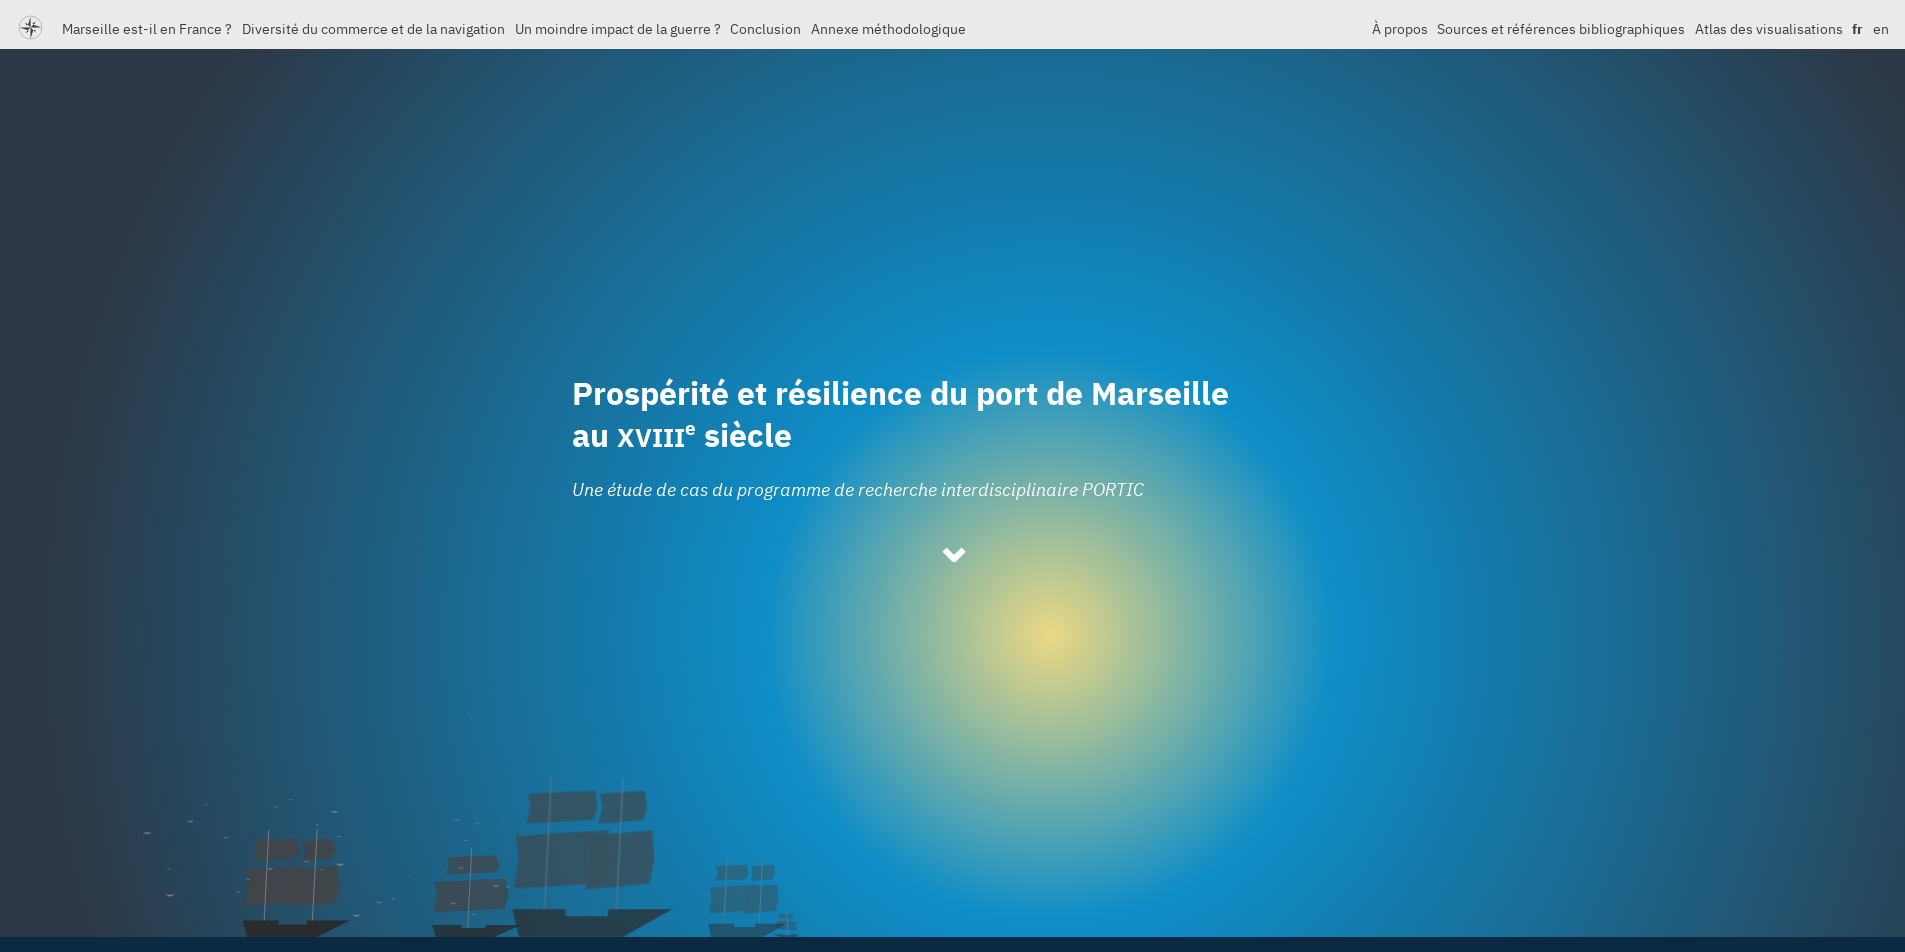 Marseille est-il en France ? Diversité du commerce et de la navigation Un moindre impact de la guerre ? Conclusion Annexe méthodologique À propos Sources et références bibliographiques Atlas des visualisations fr en
Prospérité et résilience du port de Marseille
au XVIIIe siècle
Une étude de cas du programme de recherche interdisciplinaire PORTIC